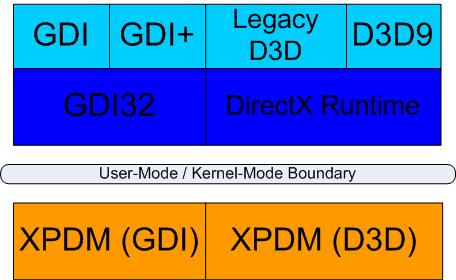 GDI
GDI+
Legacy
D3D
D3D9
GDI32
DirectX Runtime
User-Mode / Kernel-Mode Boundary
XPDM (GDI)
XPDM (D3D)